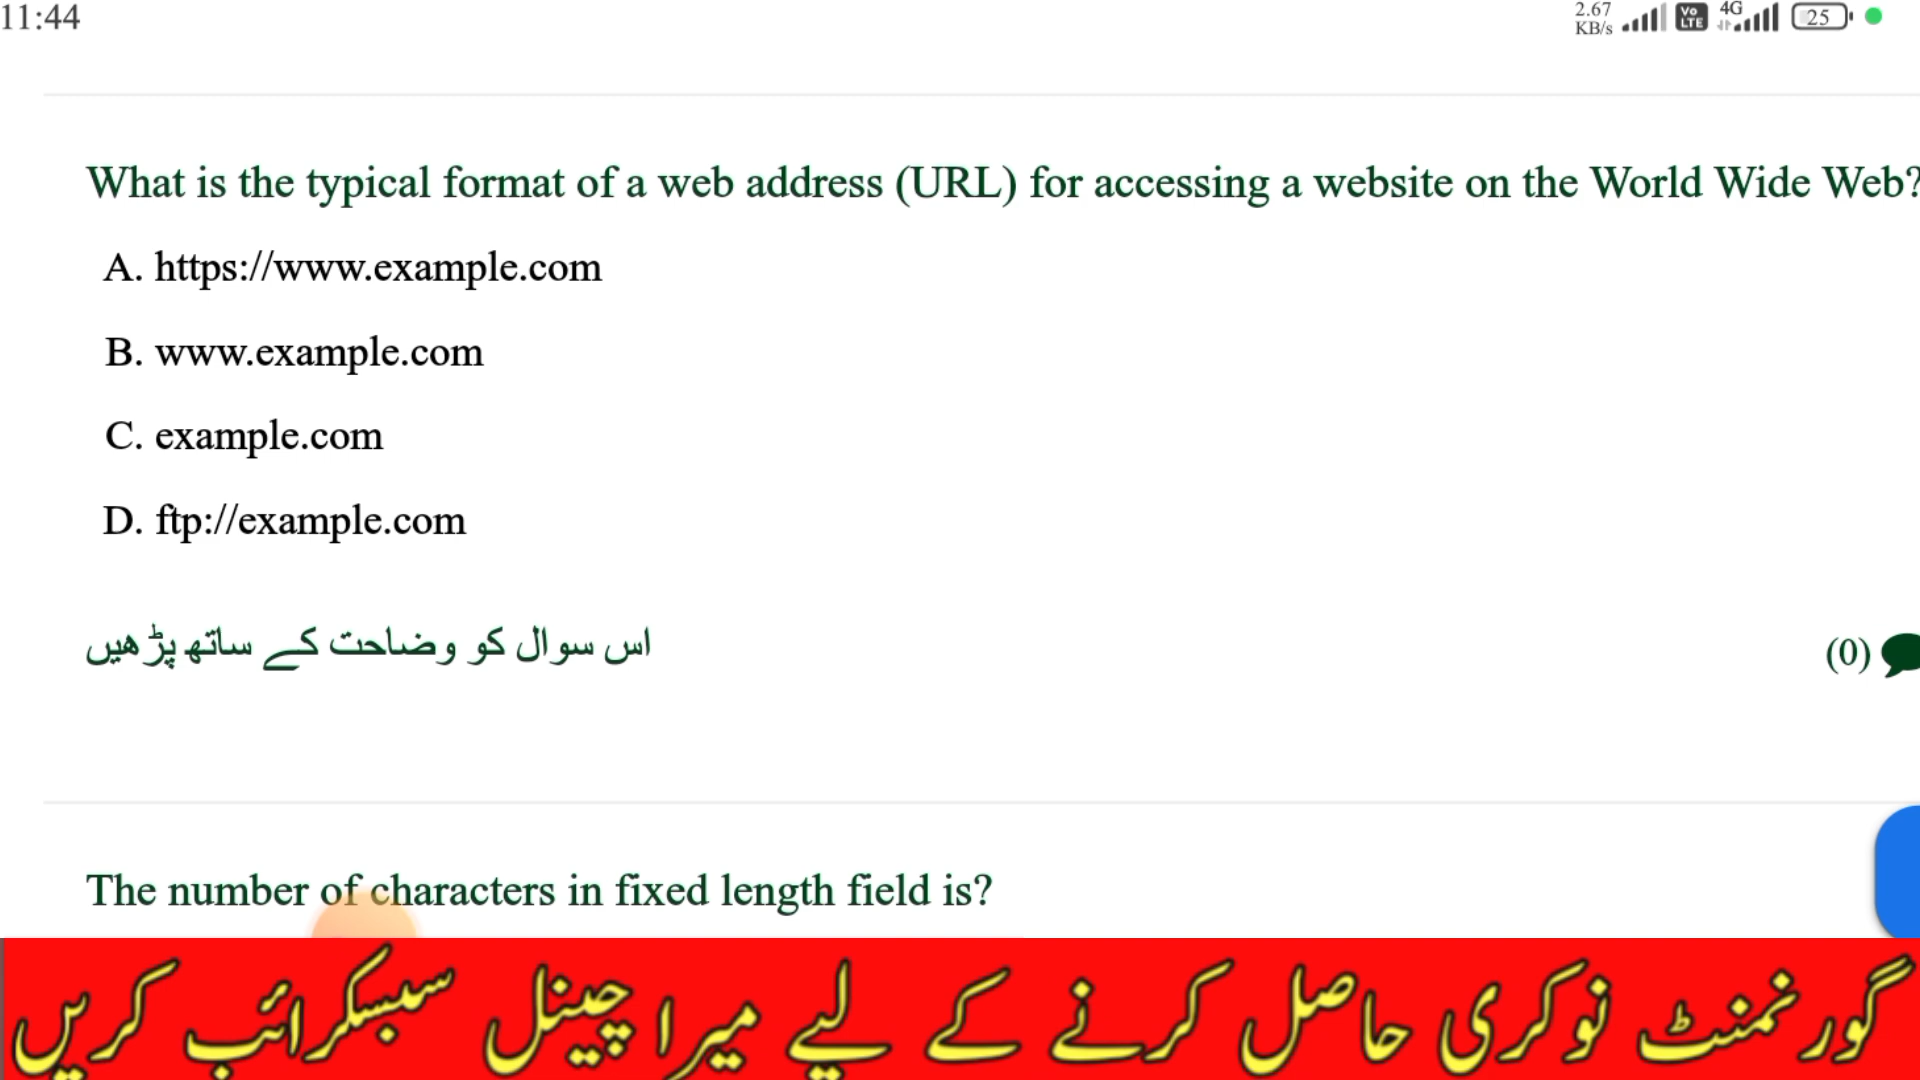 11:44
2.67 KB/s Vo LTE 4G 25
What is the typical format of a web address (URL) for accessing a website on the World Wide Web?
A. https://www.example.com
B. www.example.com
C. example.com
D. ftp://example.com
اس سوال کو وضاحت کے ساتھ پڑھیں
(0)
The number of characters in fixed length field is?
گورنمنٹ نوکری حاصل کرنے کے لیے میرا چینل سبسکرائب کریں